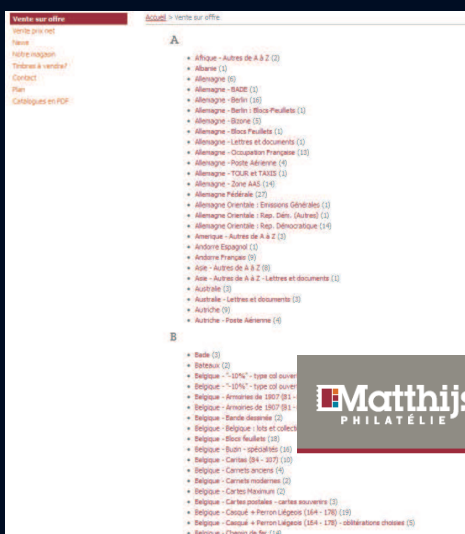 Vente sur offre
Vente prix net
News
Notre magasin
Timbres à vendre?
Contact
Plan
Catalogues en PDF
Accueil > Vente sur offre
A
Afrique - Autres de A à Z (2)
Albanie (1)
Allemagne (6)
Allemagne - BADE (1)
Allemagne - Berlin (16)
Allemagne - Berlin : Blocs-Feuillets (1)
Allemagne - Bizone (5)
Allemagne - Blocs Feuillets (1)
Allemagne - Lettres et documents (1)
Allemagne - Occupation Française (13)
Allemagne - Poste Aérienne (4)
Allemagne - TOUR et TAXIS (1)
Allemagne - Zone AAS (14)
Allemagne Fédérale (27)
Allemagne Orientale : Emissions Générales (1)
Allemagne Orientale : Rep. Dém. (Autres) (1)
Allemagne Orientale : Rep. Démocratique (14)
Amerique - Autres de A à Z (3)
Andorre Espagnol (1)
Andorre Français (9)
Asie - Autres de A à Z (8)
Asie - Autres de A à Z - Lettres et documents (1)
Australie (3)
Australie - Lettres et documents (3)
Autriche (9)
Autriche - Poste Aérienne (4)
B
Bade (3)
Bateaux (2)
Belgique - "-10%" - type col ouvert
Belgique - "-10%" - type col ouvert
Belgique - Armoiries de 1907 (81 -
Belgique - Armoiries de 1907 (81 -
Belgique - Bande dessinée (2)
Belgique - Belgique : lots et collect
Belgique - Blocs feuillets (18)
Belgique - Buzin - spécialités (16)
Belgique - Caritas (84 - 107) (10)
Belgique - Carnets anciens (4)
Belgique - Carnets modernes (2)
Belgique - Cartes Maximum (2)
Belgique - Cartes postales - cartes souvenirs (3)
Belgique - Casqué + Perron Liégeois (164 - 178) (19)
Belgique - Casqué + Perron Laigeois (164 - 178) - oblitérations choisies (5)
Belgique - Chemin de fer (14)
Matthijs
PHILATÉLIE